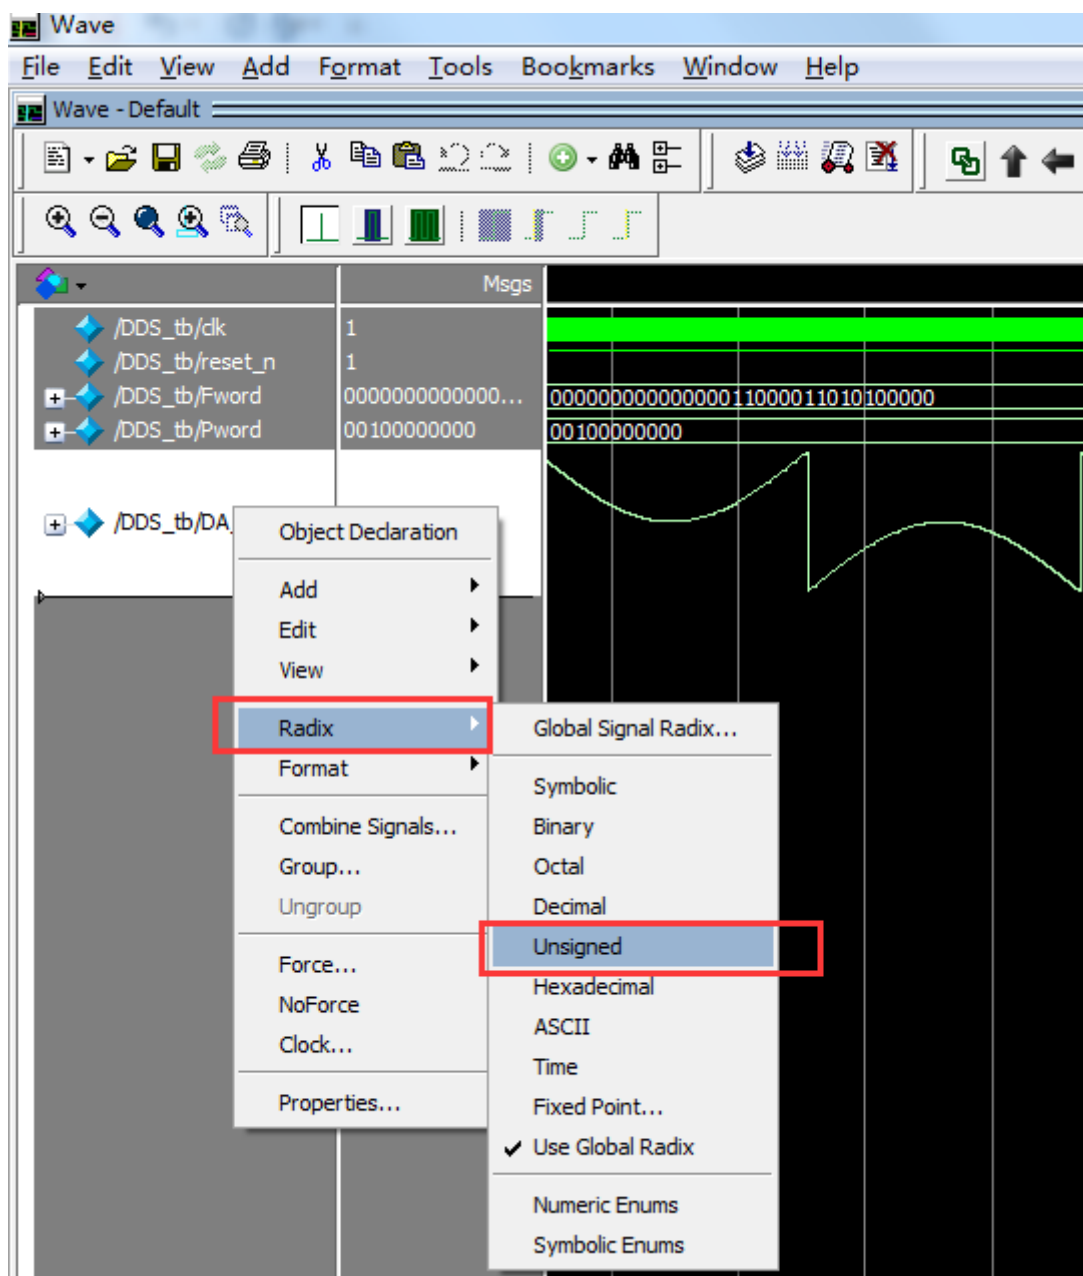 Wave
File Edit View Add Format Tools Bookmarks Window Help
Wave - Default
Msgs
/DDS_tb/clk 1
/DDS_tb/reset_n 1
/DDS_tb/Fword 0000000000000... 00000000000000011000011010100000
/DDS_tb/Pword 00100000000 00100000000
/DDS_tb/DA_
Object Declaration
Add
Edit
View
Radix
Format
Combine Signals...
Group...
Ungroup
Force...
NoForce
Clock...
Properties...
Global Signal Radix...
Symbolic
Binary
Octal
Decimal
Unsigned
Hexadecimal
ASCII
Time
Fixed Point...
Use Global Radix
Numeric Enums
Symbolic Enums